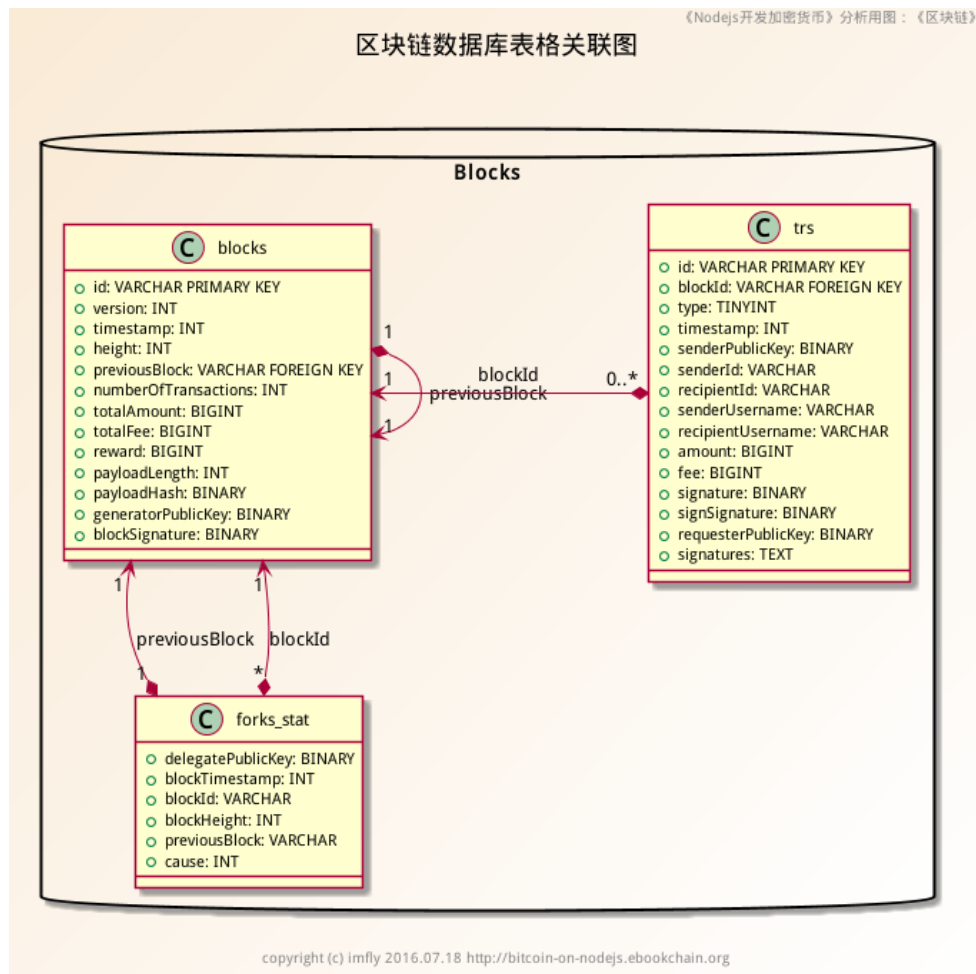 《Nodejs开发加密货币》分析用图：《区块链》
区块链数据库表格关联图
Blocks
C blocks
id: VARCHAR PRIMARY KEY
version: INT
timestamp: INT
height: INT
previousBlock: VARCHAR FOREIGN KEY
numberOfTransactions: INT
totalAmount: BIGINT
totalFee: BIGINT
reward: BIGINT
payloadLength: INT
payloadHash: BINARY
generatorPublicKey: BINARY
blockSignature: BINARY
1
1
1
blockId
previousBlock
0..*
C trs
id: VARCHAR PRIMARY KEY
blockId: VARCHAR FOREIGN KEY
type: TINYINT
timestamp: INT
senderPublicKey: BINARY
senderId: VARCHAR
recipientId: VARCHAR
senderUsername: VARCHAR
recipientUsername: VARCHAR
amount: BIGINT
fee: BIGINT
signature: BINARY
signSignature: BINARY
requesterPublicKey: BINARY
signatures: TEXT
1 1
previousBlock blockId
1 *
C forks_stat
delegatePublicKey: BINARY
blockTimestamp: INT
blockId: VARCHAR
blockHeight: INT
previousBlock: VARCHAR
cause: INT
copyright (c) imfly 2016.07.18 http://bitcoin-on-nodejs.ebookchain.org